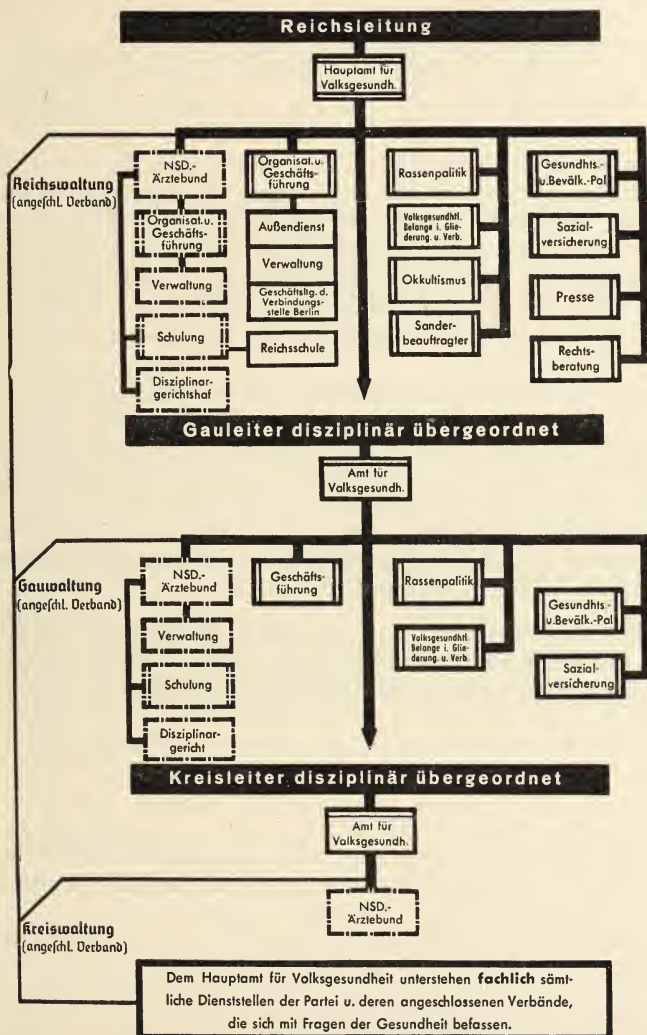 Reichsleitung
Hauptamt für
Volksgesundh.
Reichswaltung
(angeschl. Verband)
NSD.-
Ärztebund
Organisat. u.
Geschäfts-
führung
Verwaltung
Schulung
Disziplinar-
gerichtshof
Organisat. u.
Geschäfts-
führung
Außendienst
Verwaltung
Geschäftsltg. d.
Verbindungs-
stelle Berlin
Reichsschule
Rassenpolitik
Volksgesundhtl.
Belange i. Glie-
derung. u. Verb.
Okkultismus
Sonder-
beauftragter
Gesundhts.-
u. Bevölk.-Pol
Sozial-
versicherung
Presse
Rechts-
beratung
Gauleiter disziplinär übergeordnet
Amt für
Volksgesundh.
Gauwaltung
(angeschl. Verband)
NSD.-
Ärztebund
Verwaltung
Schulung
Disziplinar-
gericht
Geschäfts-
führung
Rassenpolitik
Volksgesundhtl.
Belange i. Glie-
derung. u. Verb.
Gesundhts.-
u. Bevölk.-Pol
Sozial-
versicherung
Kreisleiter disziplinär übergeordnet
Amt für
Volksgesundh.
NSD.-
Ärztebund
Kreiswaltung
(angeschl. Verband)
Dem Hauptamt für Volksgesundheit unterstehen fachlich sämt-
liche Dienststellen der Partei u. deren angeschlossenen Verbände,
die sich mit Fragen der Gesundheit befassen.